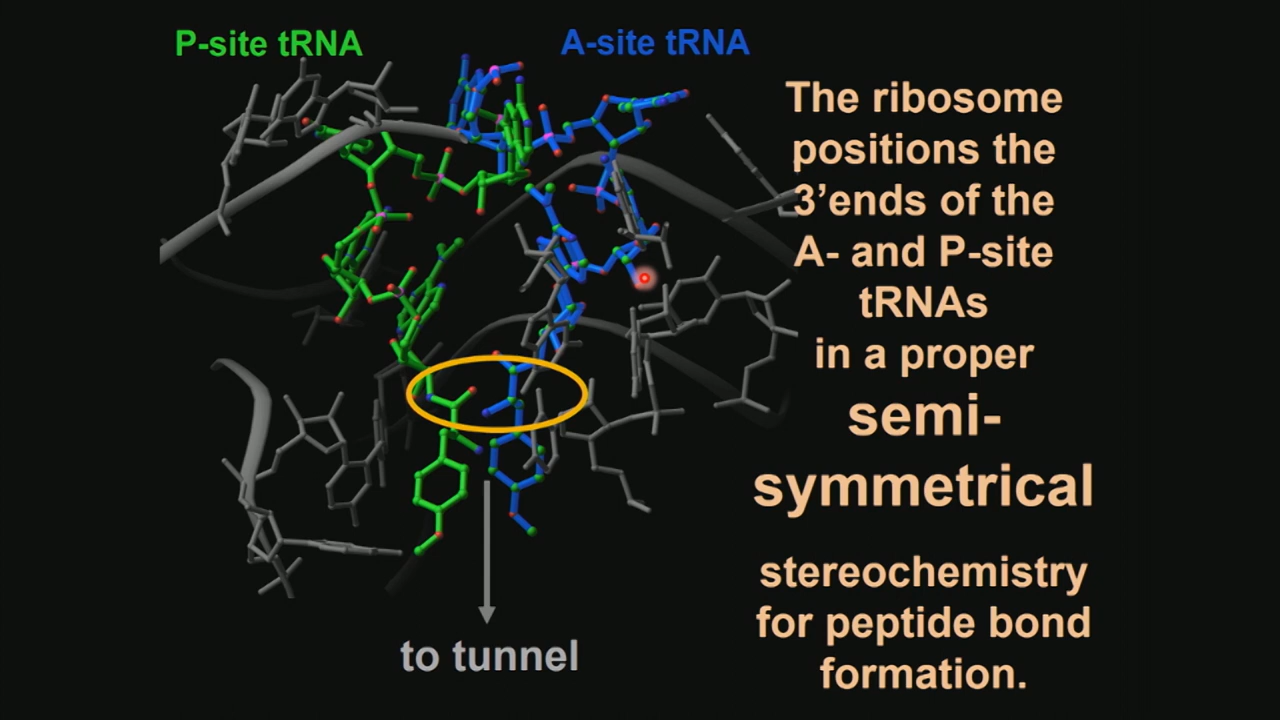 P-site tRNA
A-site tRNA
The ribosome
positions the
3’ends of the
A- and P-site
tRNAs
in a proper
semi-
symmetrical
stereochemistry
for peptide bond
formation.
to tunnel